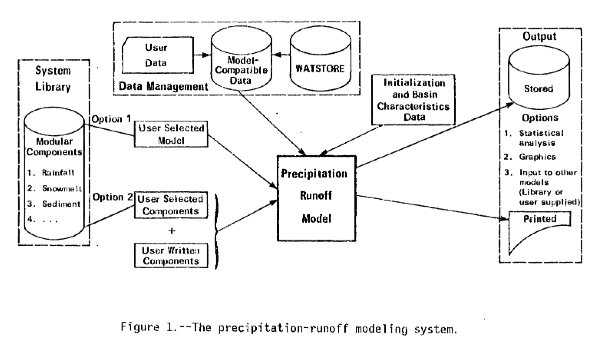 User
Data
Model-
Compatible
Data
WATSTORE
Data Management
System
Library
Modular
Components
1. Rainfall
2. Snowmelt
3. Sediment
4. . . .
Option 1
User Selected
Model
Option 2
User Selected
Components
+
User Written
Components
Initialization
and Basin
Characteristics
Data
Precipitation
Runoff
Model
Output
Stored
Options
1. Statistical
analysis
2. Graphics
3. Input to other
models
(Library or
user supplied)
Printed
Figure 1.--The precipitation-runoff modeling system.